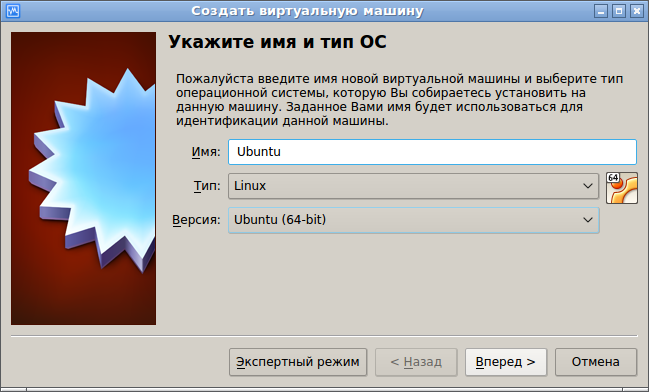 Создать виртуальную машину
Укажите имя и тип ОС
Пожалуйста введите имя новой виртуальной машины и выберите тип
операционной системы, которую Вы собираетесь установить на
данную машину. Заданное Вами имя будет использоваться для
идентификации данной машины.
Имя: Ubuntu
Тип: Linux
64
Версия: Ubuntu (64-bit)
Экспертный режим < Назад Вперед > Отмена